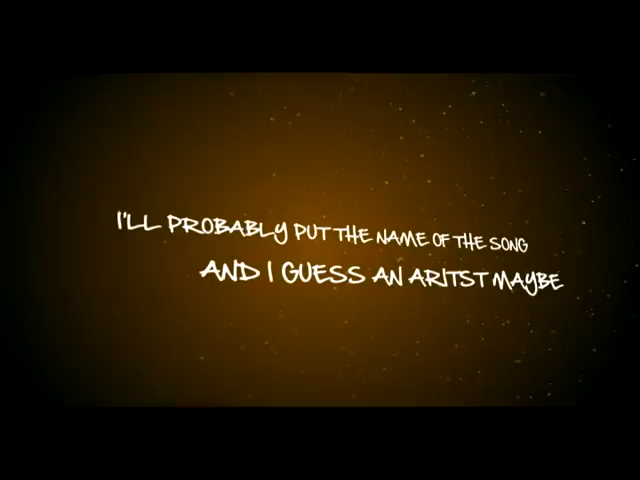 I'LL PROBABLY PUT THE NAME OF THE SONG
AND I GUESS AN ARITST MAYBE